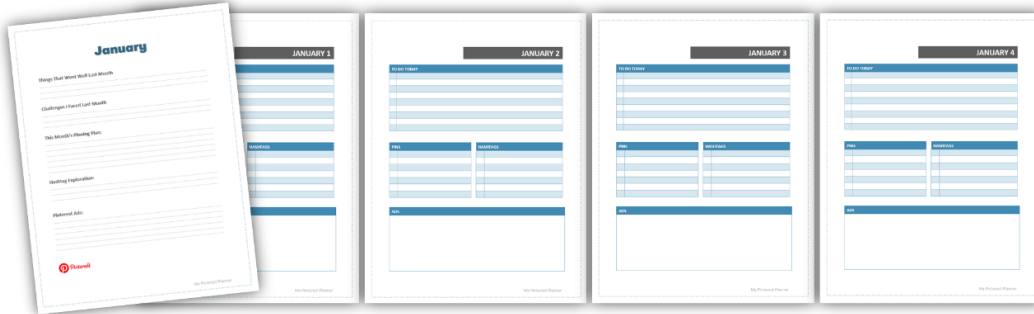 January
Things That Went Well Last Month
Challenges I Faced Last Month
This Month's Pinning Plan:
Hashtag Exploration:
Pinterest Ads:
Pinterest
My Pinterest Planner
JANUARY 1
HASHTAGS
My Pinterest Planner
JANUARY 2
TO DO TODAY
PINS
HASHTAGS
ADS
My Pinterest Planner
JANUARY 3
TO DO TODAY
PINS
HASHTAGS
ADS
My Pinterest Planner
JANUARY 4
TO DO TODAY
PINS
HASHTAGS
ADS
My Pinterest Planner